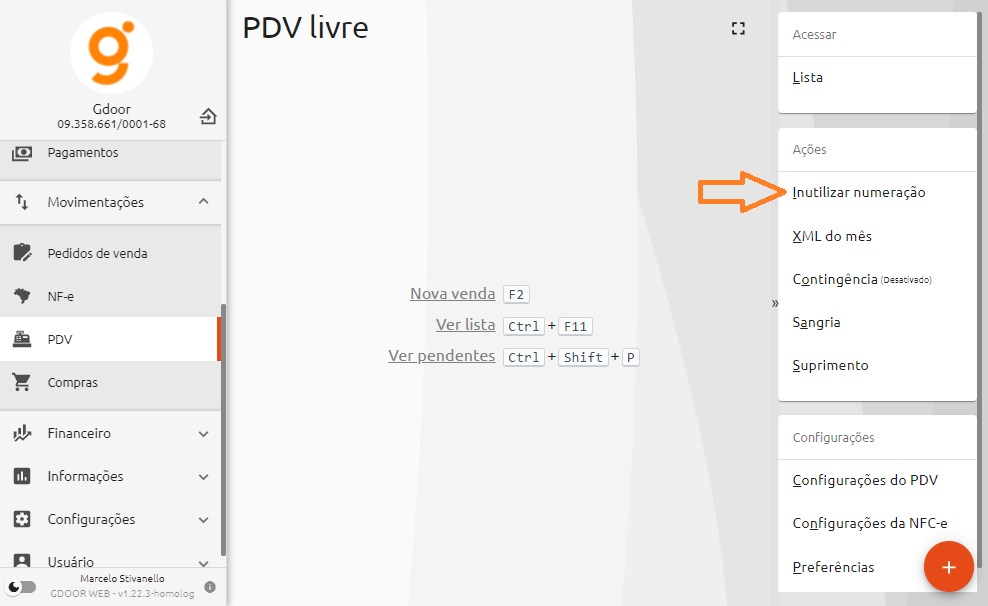 g
Gdoor
09.358.661/0001-68
Pagamentos
Movimentações
Pedidos de venda
NF-e
PDV
Compras
Financeiro
Informações
Configurações
Usuário
Marcelo Stivanello
GDOOR WEB - v1.22.3-homolog
PDV livre
Nova venda F2
Ver lista Ctrl + F11
Ver pendentes Ctrl + Shift + P
»
Acessar
Lista
Ações
Inutilizar numeração
XML do mês
Contingência (Desativado)
Sangria
Suprimento
Configurações
Configurações do PDV
Configurações da NFC-e
Preferências
+